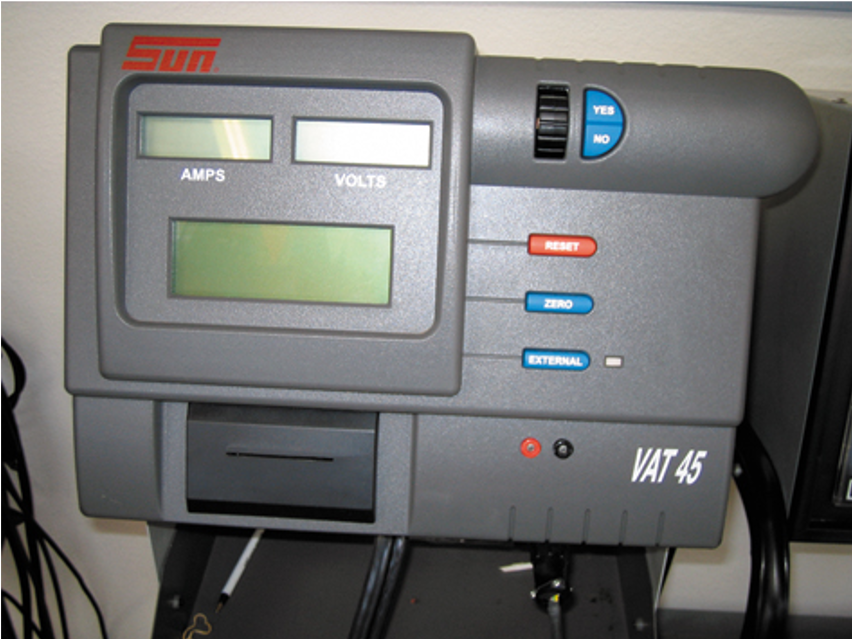 Sun
AMPS
VOLTS
YES
NO
RESET
ZERO
EXTERNAL
VAT 45